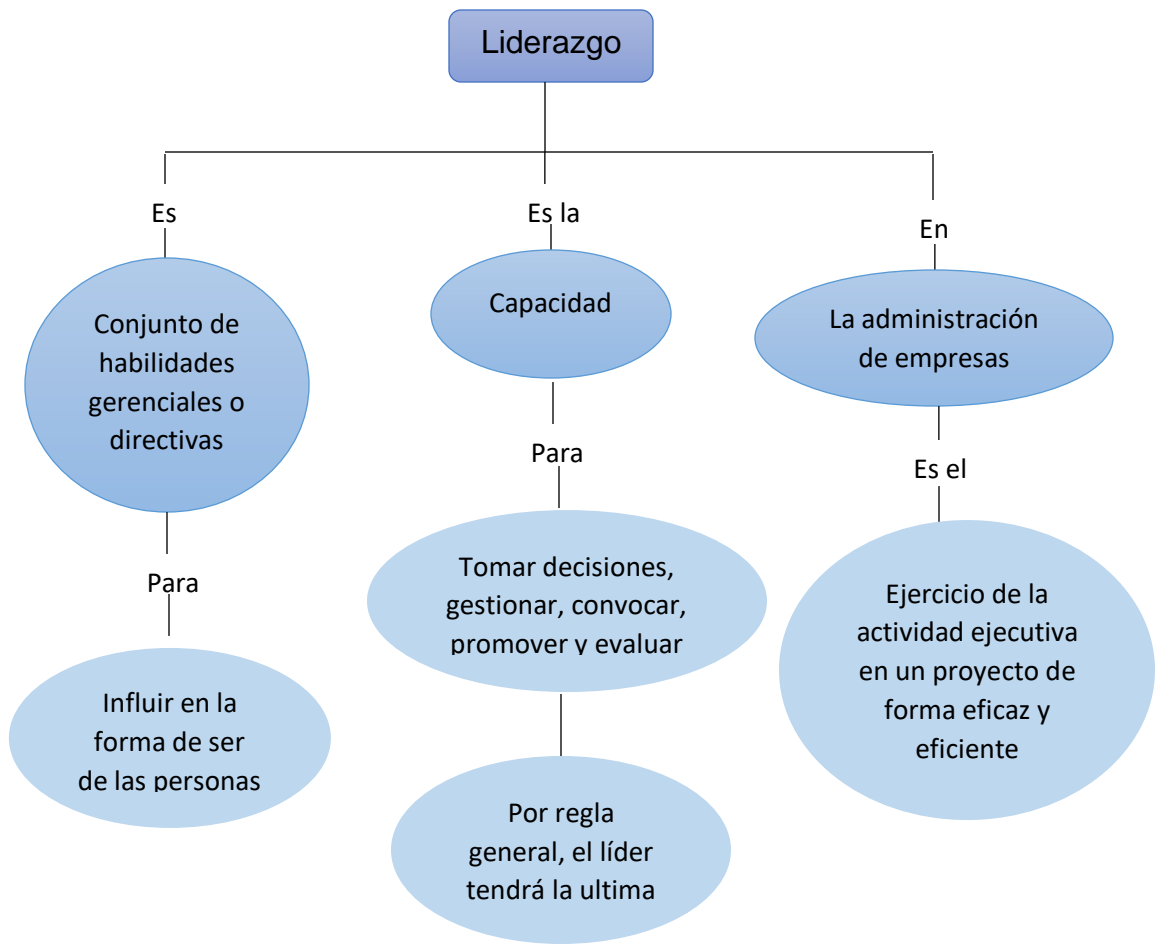 Liderazgo
Es
Es la
En
Conjunto de
habilidades
gerenciales o
directivas
Capacidad
La administración
de empresas
Para
Para
Es el
Influir en la
forma de ser
de las personas
Tomar decisiones,
gestionar, convocar,
promover y evaluar
Ejercicio de la
actividad ejecutiva
en un proyecto de
forma eficaz y
eficiente
Por regla
general, el líder
tendrá la ultima